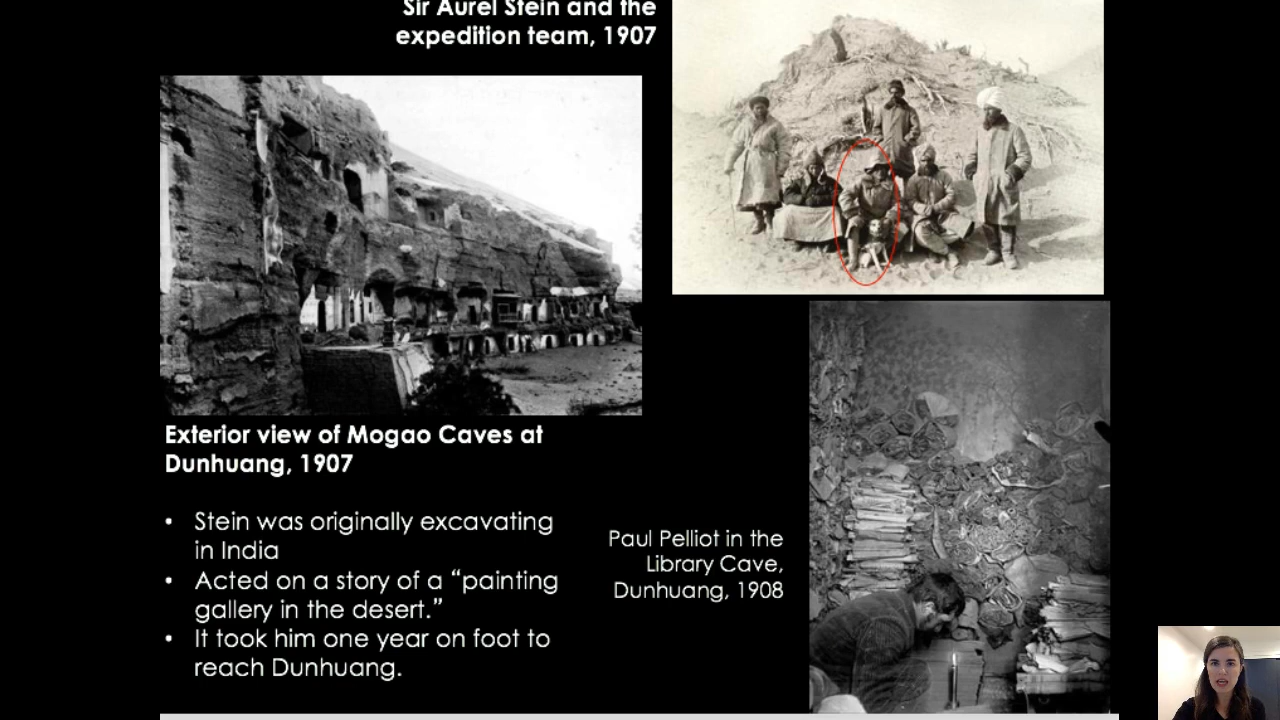 Sir Aurel Stein and the
expedition team, 1907
Exterior view of Mogao Caves at
Dunhuang, 1907
• Stein was originally excavating
in India
• Acted on a story of a “painting
gallery in the desert.”
• It took him one year on foot to
reach Dunhuang.
Paul Pelliot in the
Library Cave,
Dunhuang, 1908